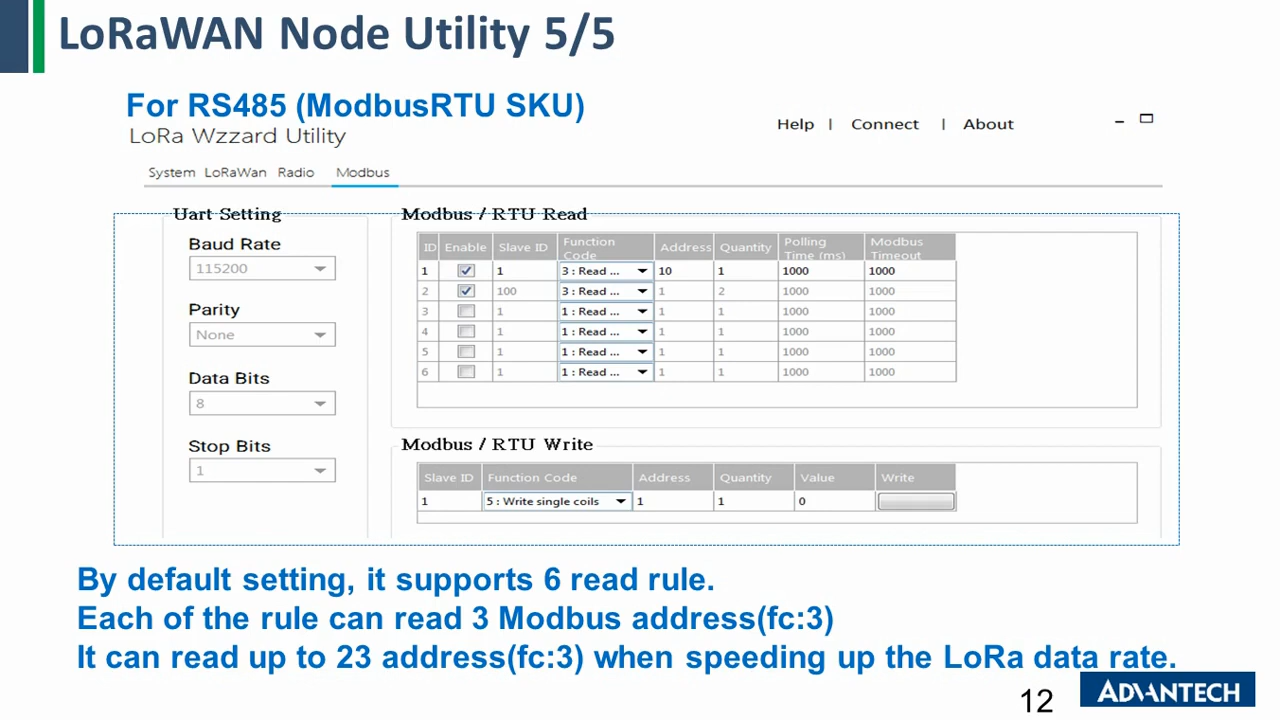 LoRaWAN Node Utility 5/5
For RS485 (ModbusRTU SKU)
LoRa Wzzard Utility
Help | Connect | About
System LoRaWan Radio Modbus
Uart Setting
Baud Rate
115200
Parity
None
Data Bits
8
Stop Bits
1
Modbus / RTU Read
ID Enable Slave ID Function Code Address Quantity Polling Time (ms) Modbus Timeout
1 1 3 : Read ... 10 1 1000 1000
2 100 3 : Read ... 1 2 1000 1000
3 1 1 : Read ... 1 1 1000 1000
4 1 1 : Read ... 1 1 1000 1000
5 1 1 : Read ... 1 1 1000 1000
6 1 1 : Read ... 1 1 1000 1000
Modbus / RTU Write
Slave ID Function Code Address Quantity Value Write
1 5 : Write single coils 1 1 0
By default setting, it supports 6 read rule.
Each of the rule can read 3 Modbus address(fc:3)
It can read up to 23 address(fc:3) when speeding up the LoRa data rate.
12
ADVANTECH